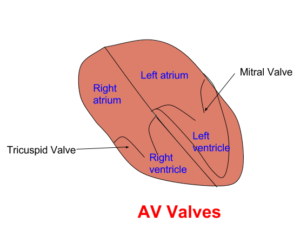 Mitral Valve
Left atrium
Right
atrium
Left
ventricle
Tricuspid Valve
Right
ventricle
AV Valves